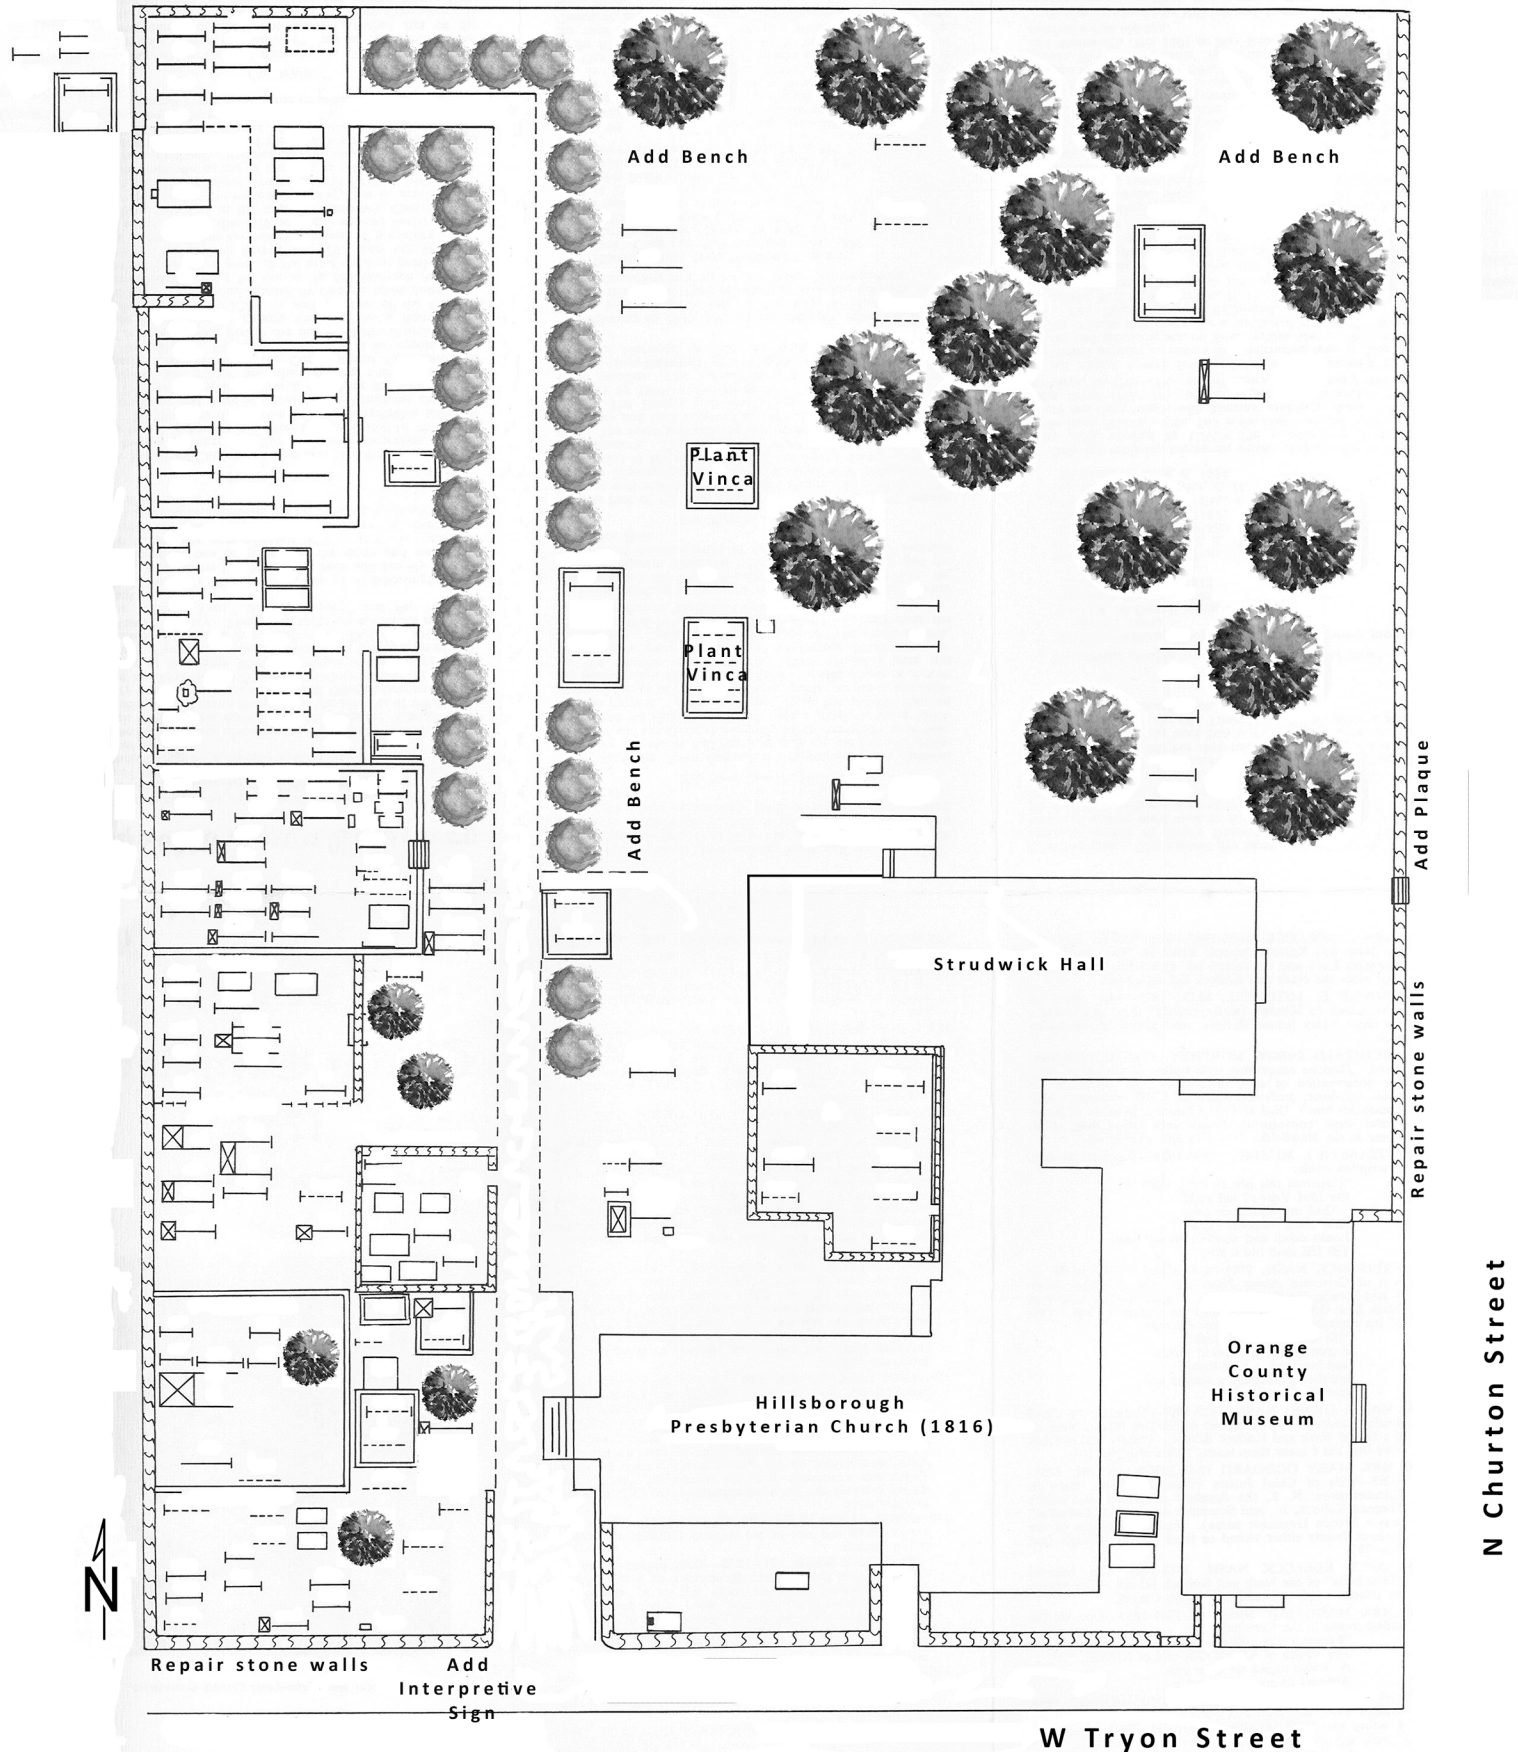 Add Bench
Add Bench
Plant
Vinca
Plant
Vinca
Add Bench
Add Plaque
Strudwick Hall
Repair stone walls
Orange
County
Historical
Museum
Hillsborough
Presbyterian Church (1816)
N Churton Street
N
Repair stone walls
Add
Interpretive
Sign
W Tryon Street